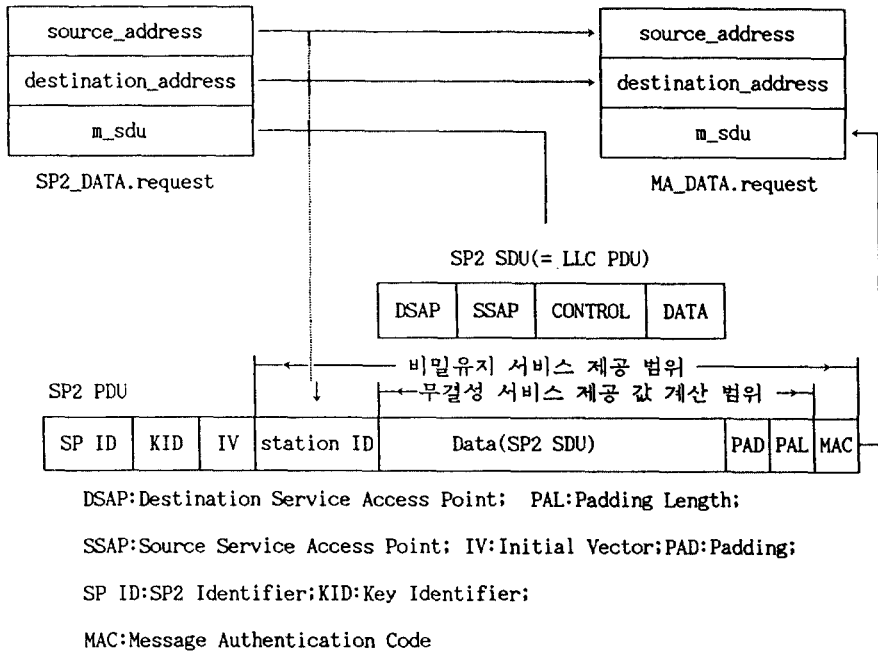 source_address
source_address
destination_address
destination_address
m_sdu
m_sdu
SP2_DATA.request
MA_DATA.request
SP2 SDU(= LLC PDU)
DSAP SSAP CONTROL DATA
비밀유지 서비스 제공 범위
SP2 PDU
무결성 서비스 제공 값 계산 범위
SP ID KID IV station ID Data(SP2 SDU) PAD PAL MAC
DSAP:Destination Service Access Point; PAL:Padding Length;
SSAP:Source Service Access Point; IV:Initial Vector;PAD:Padding;
SP ID:SP2 Identifier;KID:Key Identifier;
MAC:Message Authentication Code